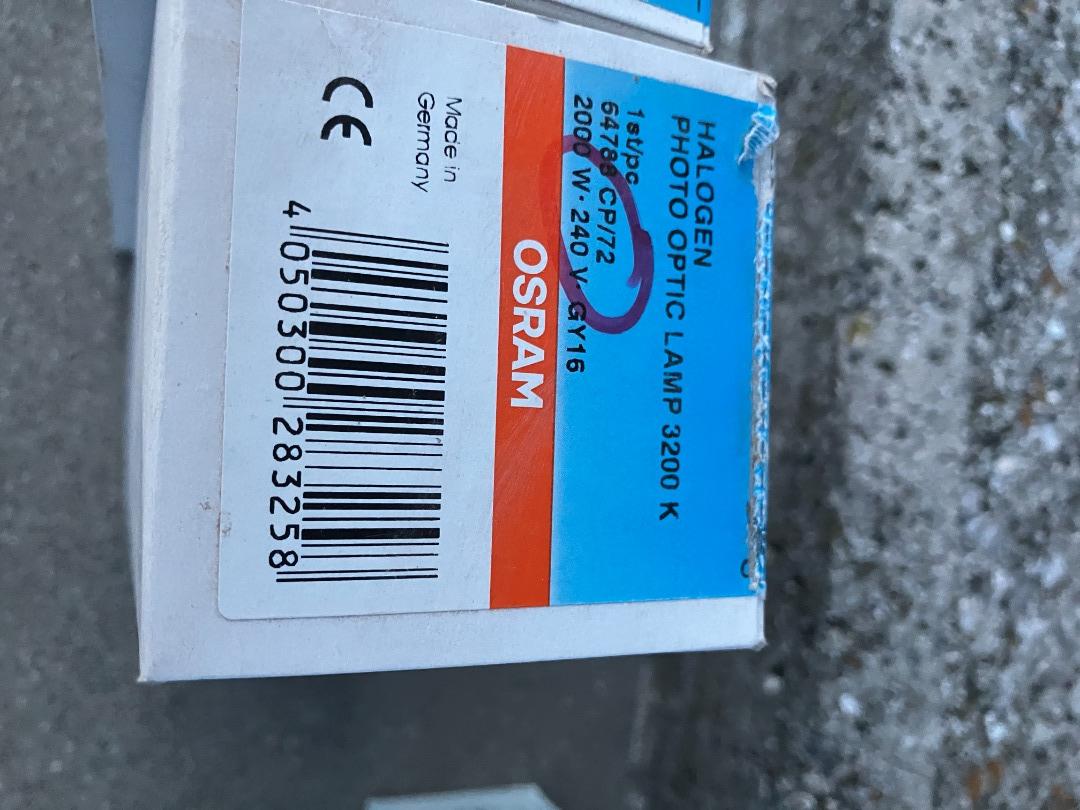 HALOGEN
PHOTO OPTIC LAMP 3200 K
1st/pc
64788 CP/72
2000 W· 240 V· GY16
OSRAM
Made in
Germany
CE
4 050300 283258